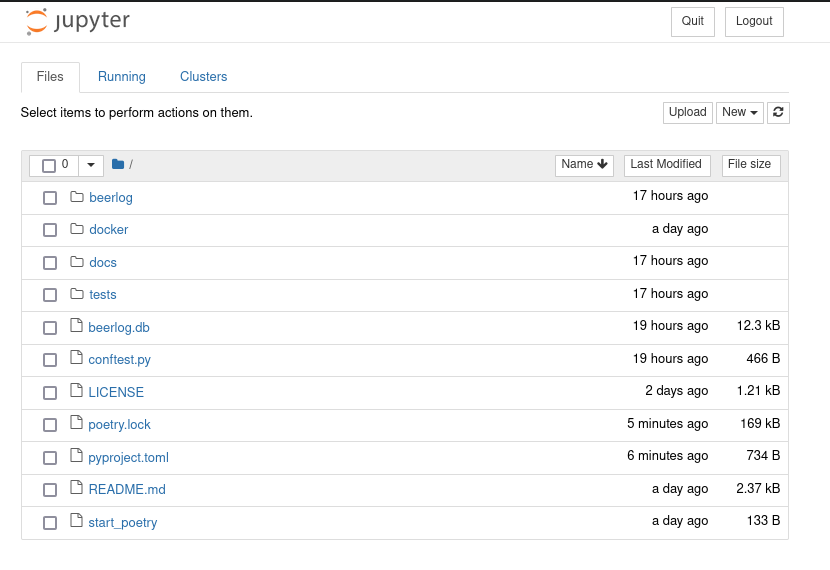 jupyter Quit Logout
Files Running Clusters
Select items to perform actions on them. Upload New
0 / Name Last Modified File size
beerlog 17 hours ago
docker a day ago
docs 17 hours ago
tests 17 hours ago
beerlog.db 19 hours ago 12.3 kB
conftest.py 19 hours ago 466 B
LICENSE 2 days ago 1.21 kB
poetry.lock 5 minutes ago 169 kB
pyproject.toml 6 minutes ago 734 B
README.md a day ago 2.37 kB
start_poetry a day ago 133 B